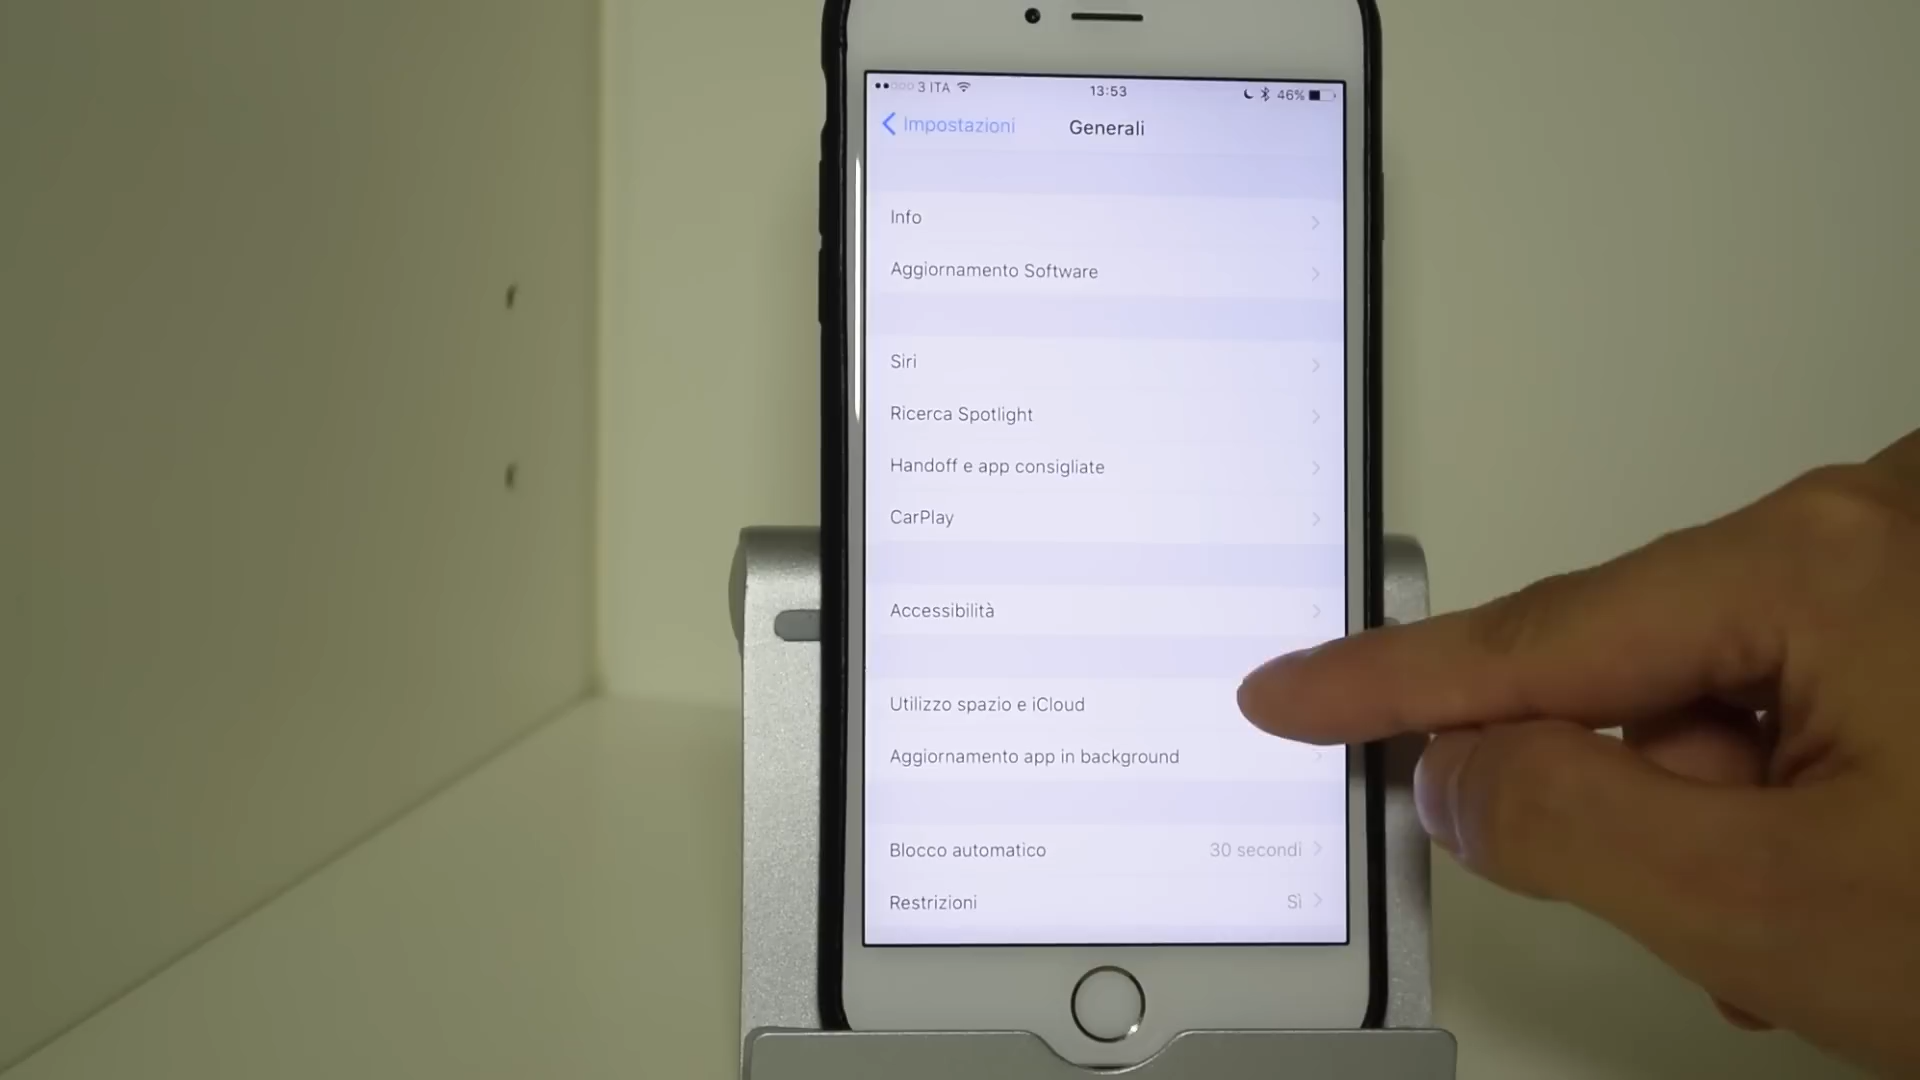 3 ITA
13:53
46%
Impostazioni
Generali
Info
Aggiornamento Software
Siri
Ricerca Spotlight
Handoff e app consigliate
CarPlay
Accessibilità
Utilizzo spazio e iCloud
Aggiornamento app in background
Blocco automatico 30 secondi
Restrizioni Sì